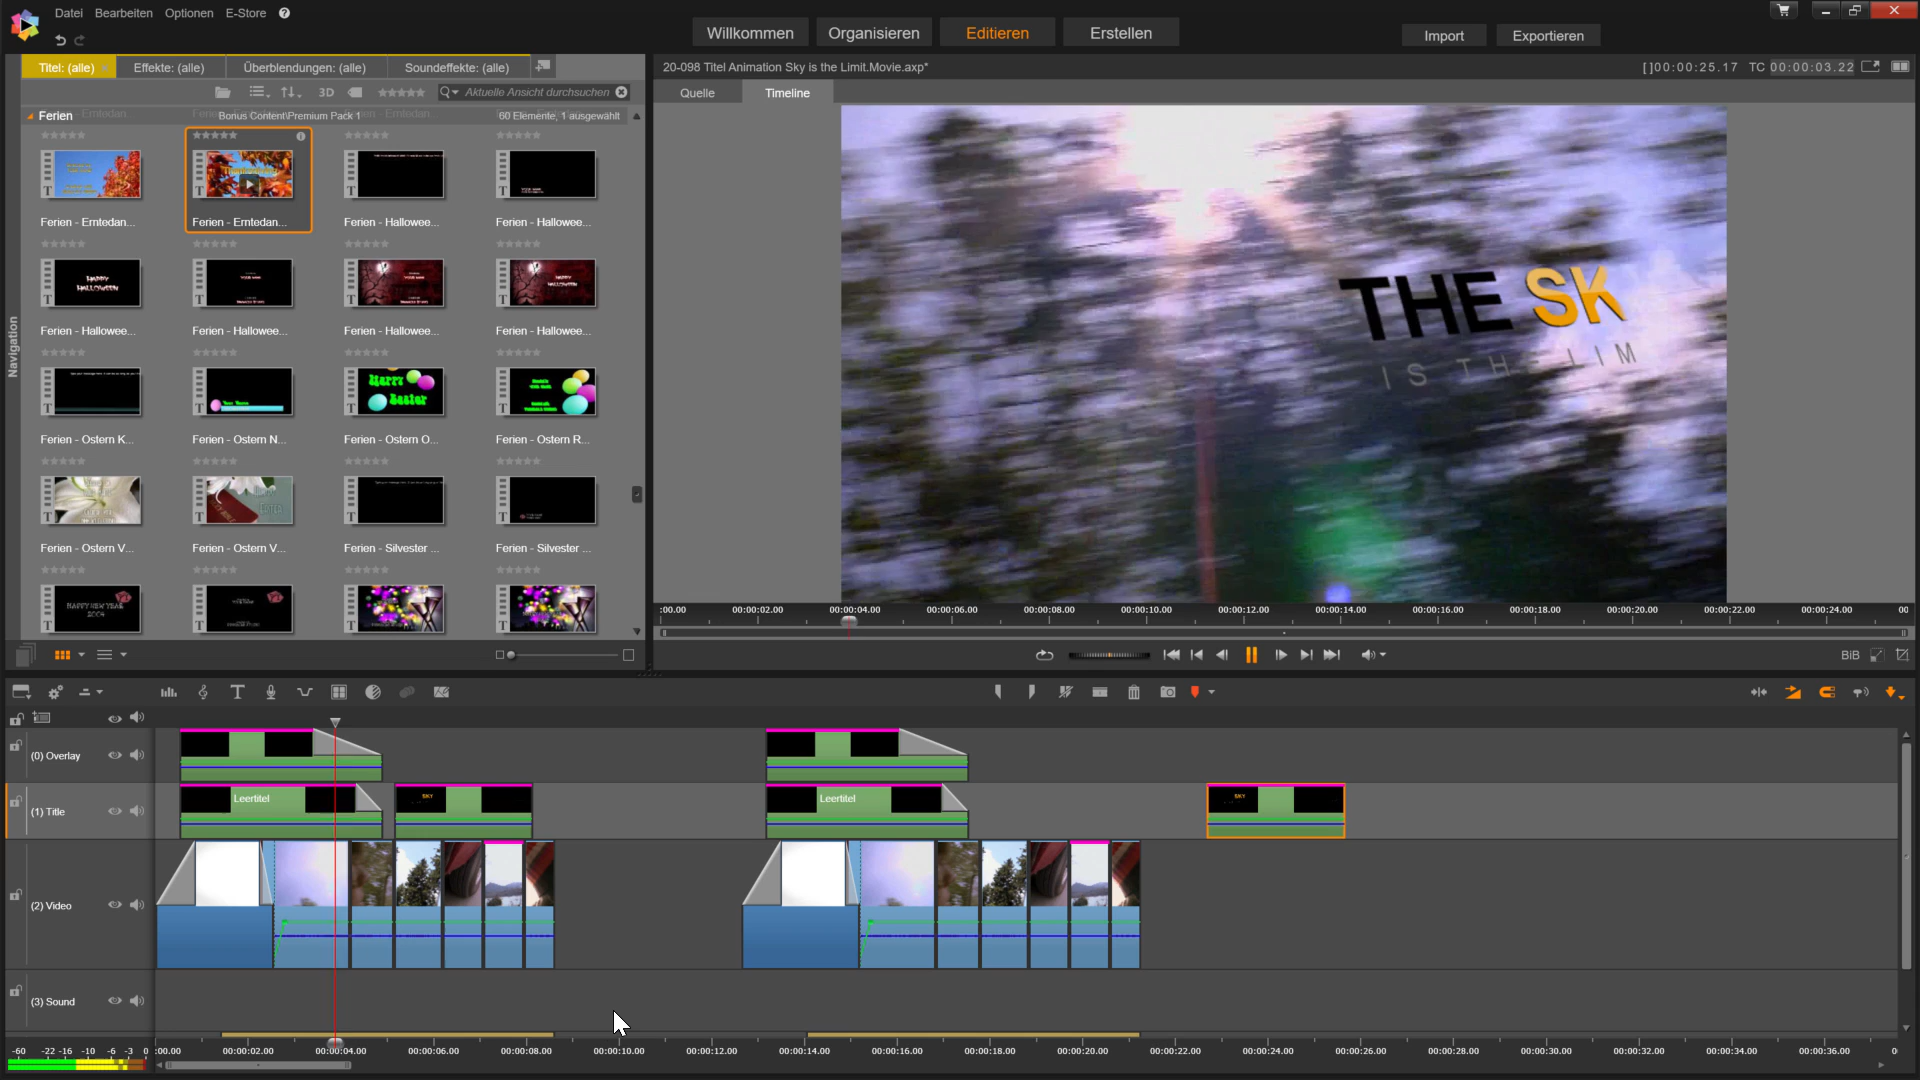 Datei Bearbeiten Optionen E-Store
Willkommen Organisieren Editieren Erstellen
Import Exportieren
Titel: (alle) Effekte: (alle) Überblendungen: (alle) Soundeffekte: (alle)
20-098 Titel Animation Sky is the Limit.Movie.axp*
[ ]00:00:25.17 TC 00:00:03.22
3D Aktuelle Ansicht durchsuchen
Quelle Timeline
Ferien Bonus Content\Premium Pack 1 60 Elemente, 1 ausgewählt
Ferien - Erntedan... Ferien - Erntedan... Ferien - Hallowee... Ferien - Hallowee...
HAPPY HALLOWEEN
Ferien - Hallowee... Ferien - Hallowee... Ferien - Hallowee... Ferien - Hallowee...
Happy Easter
Ferien - Ostern K... Ferien - Ostern N... Ferien - Ostern O... Ferien - Ostern R...
Ferien - Ostern V... Ferien - Ostern V... Ferien - Silvester ... Ferien - Silvester ...
Navigation
THE SK
IS THE LIM
:00.00 00:00:02.00 00:00:04.00 00:00:06.00 00:00:08.00 00:00:10.00 00:00:12.00 00:00:14.00 00:00:16.00 00:00:18.00 00:00:20.00 00:00:22.00 00:00:24.00 00
BiB
(0) Overlay
(1) Title Leertitel SKY Leertitel SKY
(2) Video
(3) Sound
-60 -22 -16 -10 -6 -3 0
:00.00 00:00:02.00 00:00:04.00 00:00:06.00 00:00:08.00 00:00:10.00 00:00:12.00 00:00:14.00 00:00:16.00 00:00:18.00 00:00:20.00 00:00:22.00 00:00:24.00 00:00:26.00 00:00:28.00 00:00:30.00 00:00:32.00 00:00:34.00 00:00:36.00 0